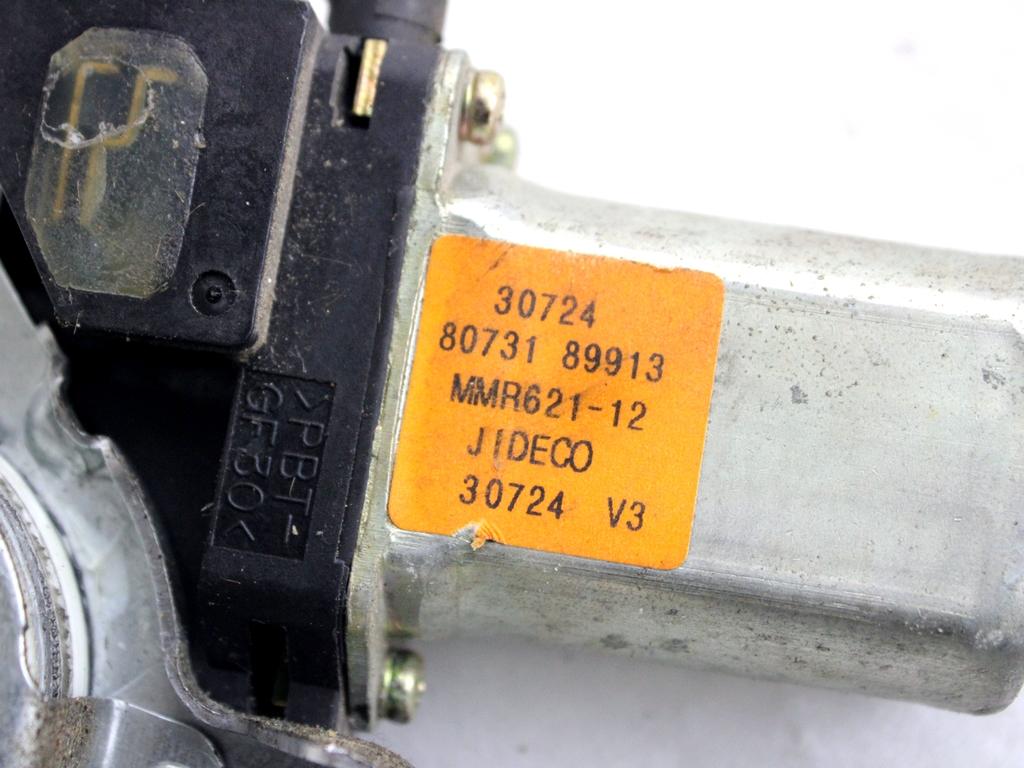 30724
80731 89913
MMR621-12
JIDECO
30724 V3
>PBT-
GF30<